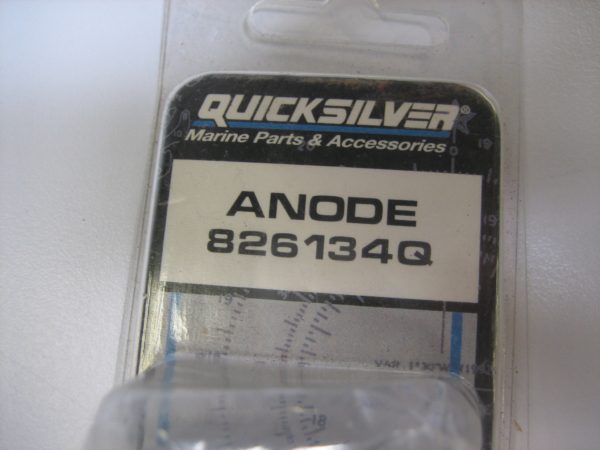 QUICKSILVER®
Marine Parts & Accessories
ANODE
826134Q